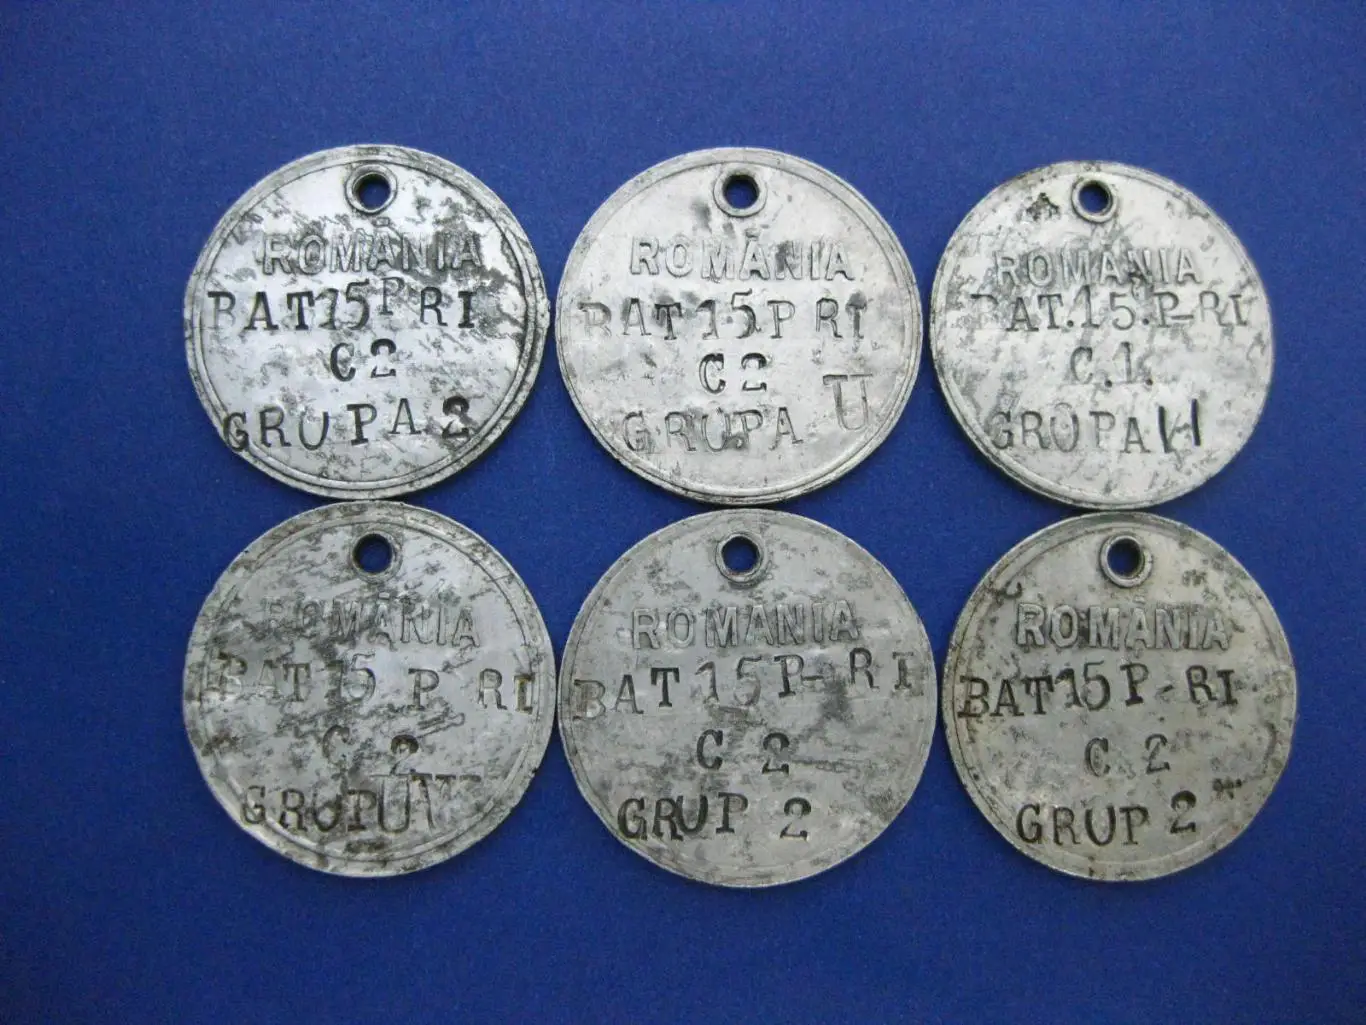 ROMÂNIA
BAT 15 P RI
C 2
GRUPA 2
ROMÂNIA
BAT 15.P RI
C 2
GRUPA U
ROMÂNIA
BAT.15.P-RI
C.1.
GRUPA
ROMÂNIA
BAT 15 P RI
C 2
GRUP
ROMÂNIA
BAT 15 P-RI
C 2
GRUP 2
ROMÂNIA
BAT 15 P-RI
C 2
GRUP 2